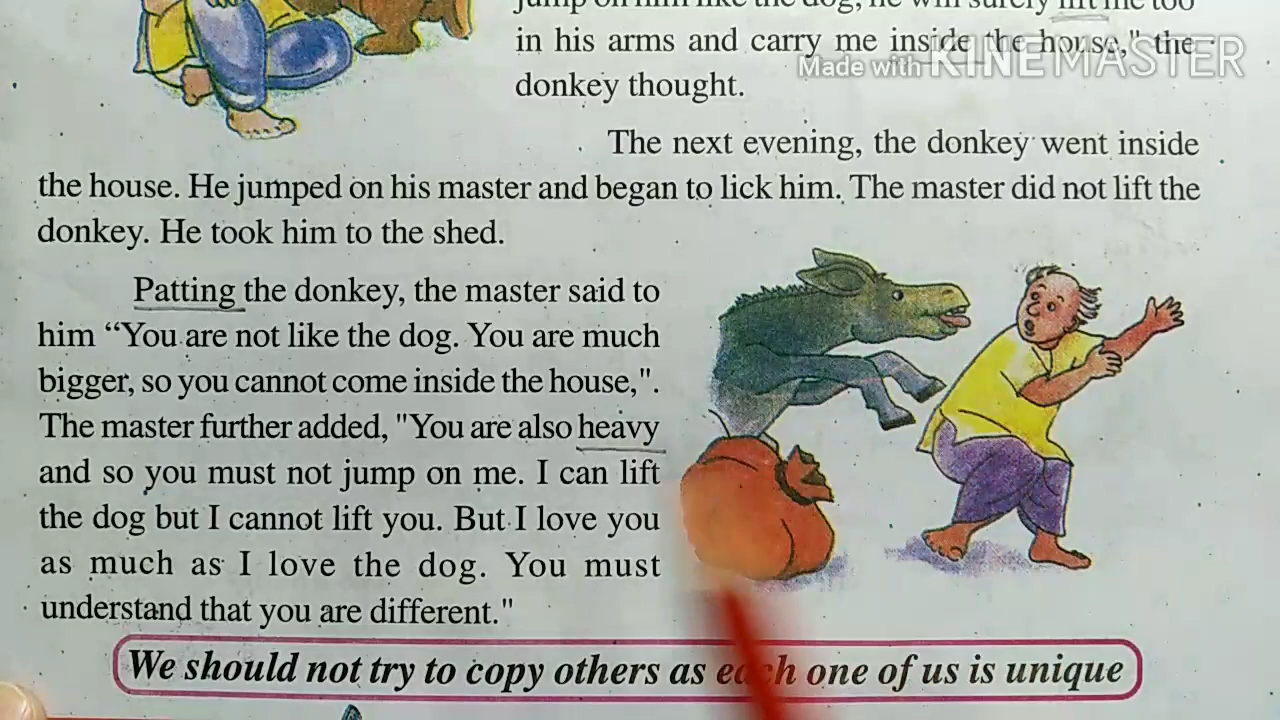 jump on him like the dog, he will surely lift me too
in his arms and carry me inside the house," the
Made with KINEMASTER
donkey thought.
The next evening, the donkey went inside
the house. He jumped on his master and began to lick him. The master did not lift the
donkey. He took him to the shed.
Patting the donkey, the master said to
him “You are not like the dog. You are much
bigger, so you cannot come inside the house,".
The master further added, "You are also heavy
and so you must not jump on me. I can lift
the dog but I cannot lift you. But I love you
as much as I love the dog. You must
understand that you are different."
We should not try to copy others as each one of us is unique